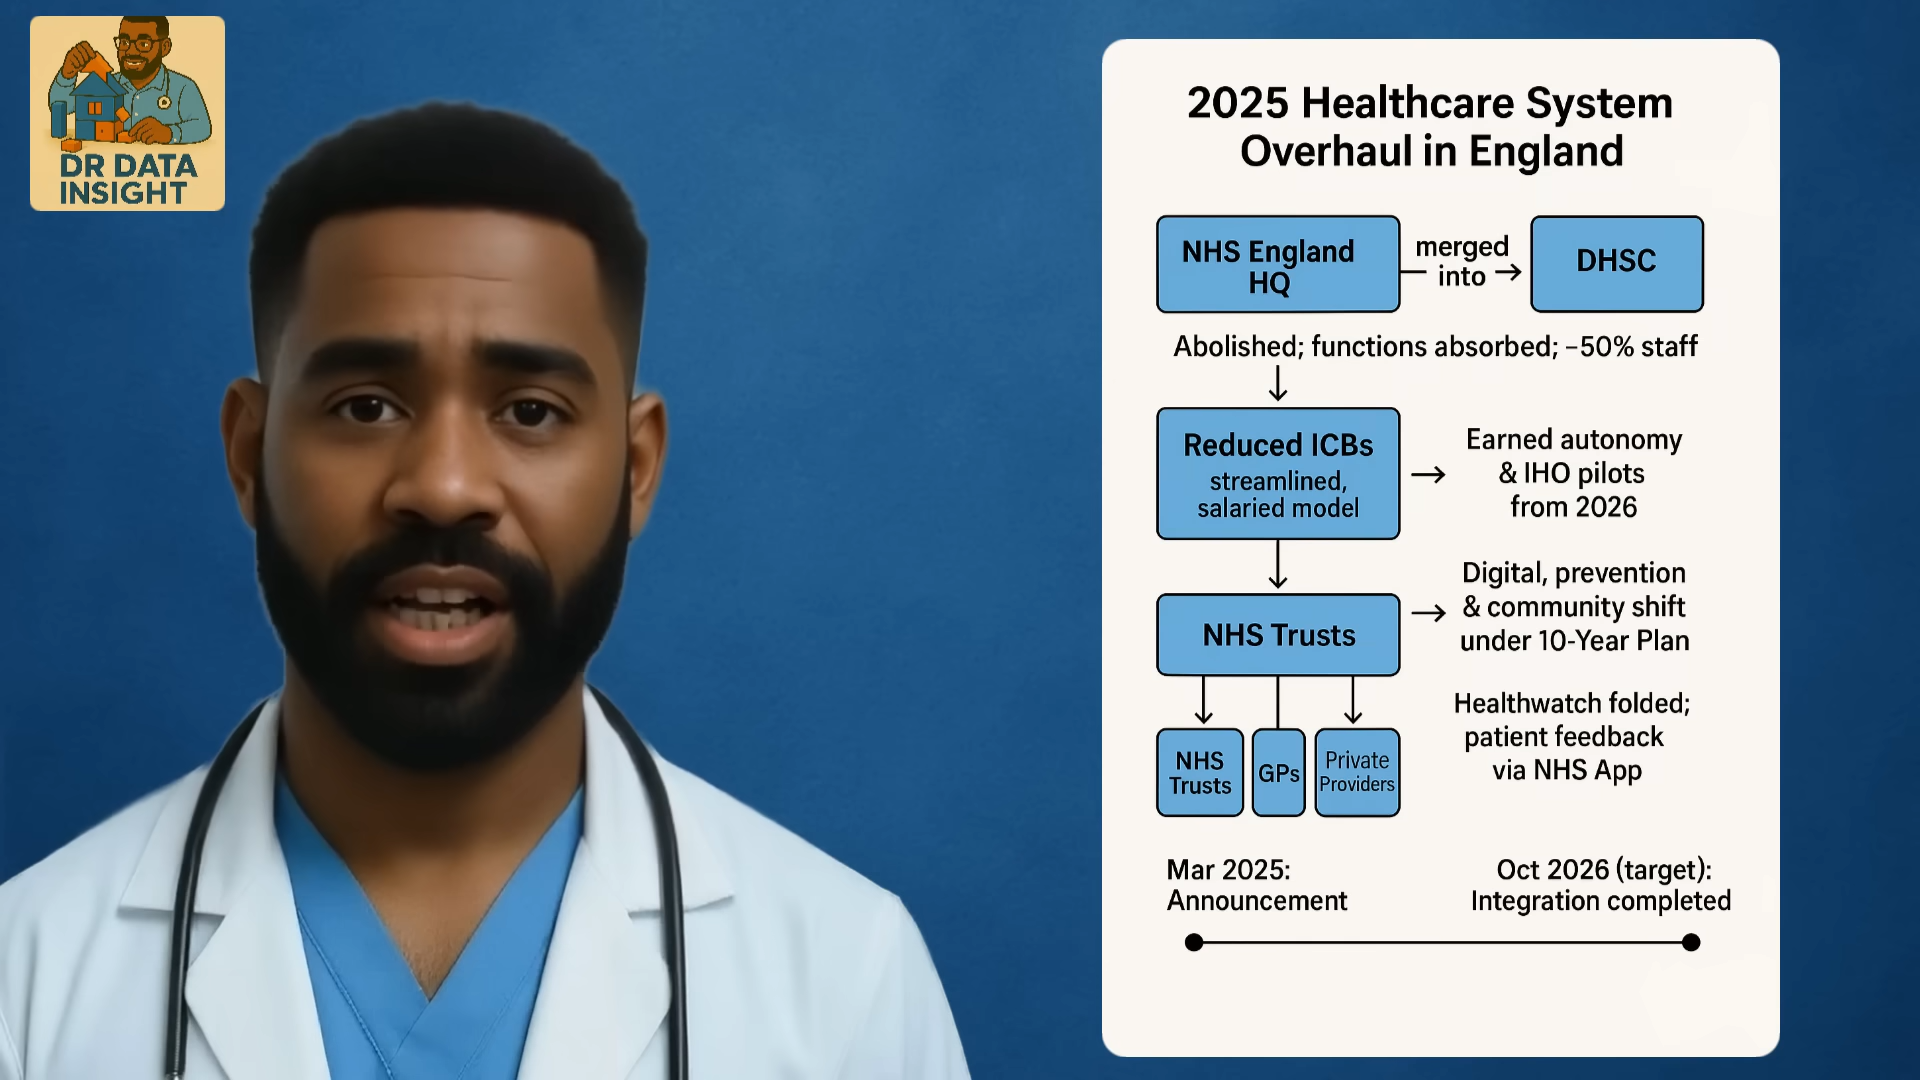 DR DATA
INSIGHT
2025 Healthcare System
Overhaul in England
NHS England
HQ
merged
into
DHSC
Abolished; functions absorbed; –50% staff
Reduced ICBs
streamlined,
salaried model
Earned autonomy
& IHO pilots
from 2026
NHS Trusts
Digital, prevention
& community shift
under 10-Year Plan
NHS
Trusts
GPs
Private
Providers
Healthwatch folded;
patient feedback
via NHS App
Mar 2025:
Announcement
Oct 2026 (target):
Integration completed